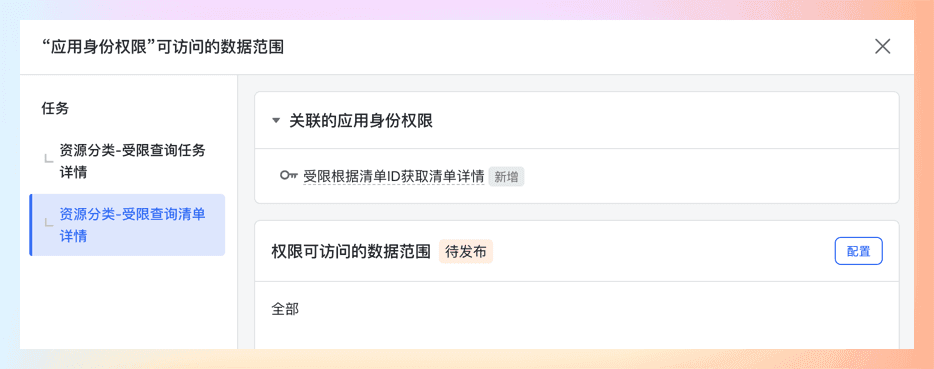 “应用身份权限”可访问的数据范围
任务
资源分类-受限查询任务
详情
资源分类-受限查询清单
详情
关联的应用身份权限
受限根据清单ID获取清单详情 新增
权限可访问的数据范围 待发布 配置
全部